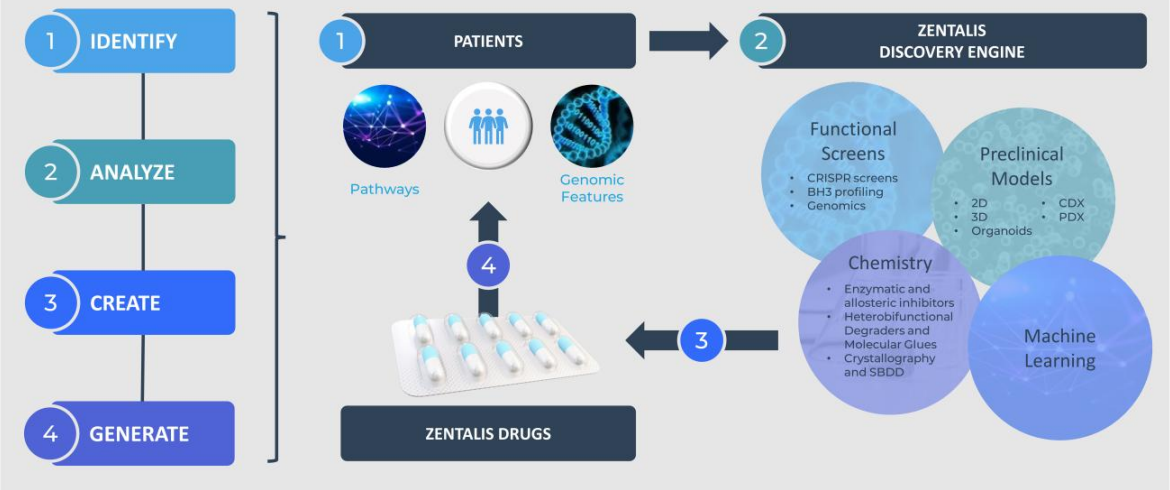 1 IDENTIFY
2 ANALYZE
3 CREATE
4 GENERATE
1 PATIENTS
Pathways
Genomic
Features
2 ZENTALIS
DISCOVERY ENGINE
Functional
Screens
• CRISPR screens
• BH3 profiling
• Genomics
Preclinical
Models
• 2D
• 3D
• Organoids
• CDX
• PDX
Chemistry
• Enzymatic and
allosteric inhibitors
• Heterobifunctional
Degraders and
Molecular Glues
• Crystallography
and SBDD
Machine
Learning
3
4
ZENTALIS DRUGS